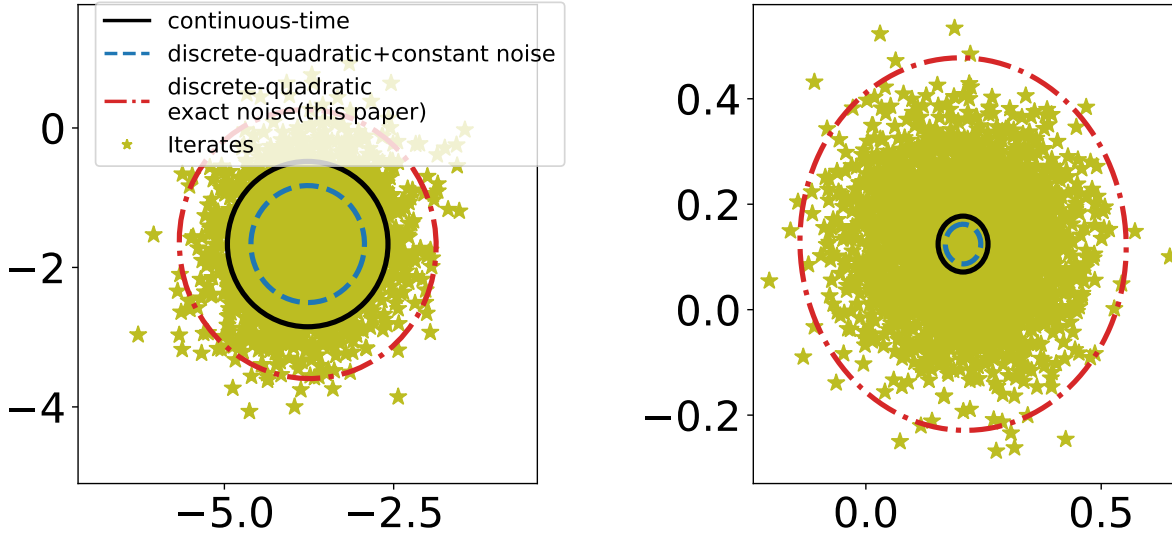 continuous-time
discrete-quadratic+constant noise
discrete-quadratic
exact noise(this paper)
Iterates
0
−2
−4
−5.0 −2.5
0.4
0.2
0.0
−0.2
0.0 0.5